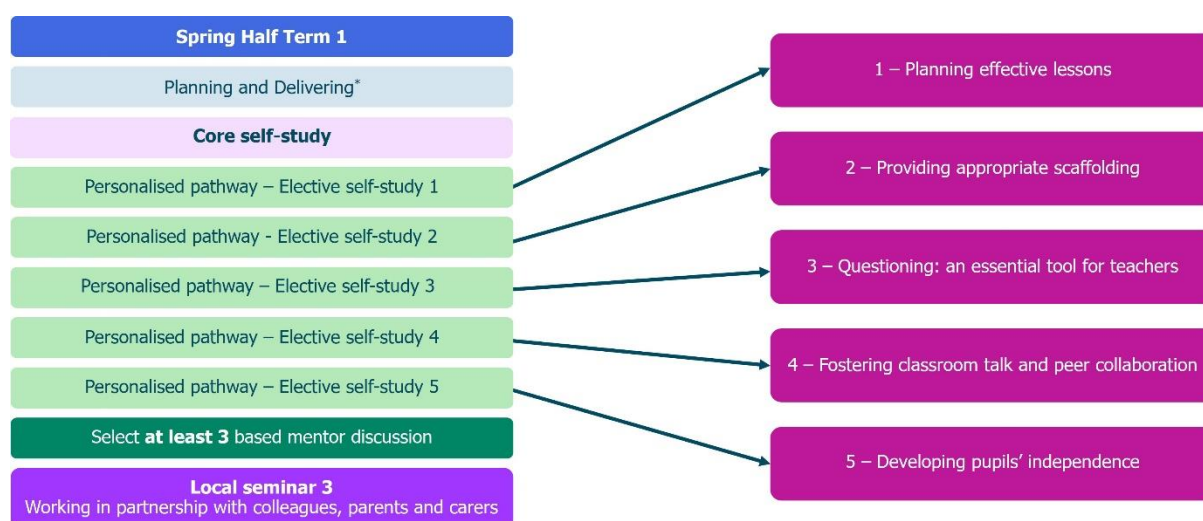 Spring Half Term 1
Planning and Delivering*
Core self-study
Personalised pathway – Elective self-study 1
Personalised pathway - Elective self-study 2
Personalised pathway – Elective self-study 3
Personalised pathway – Elective self-study 4
Personalised pathway – Elective self-study 5
Select at least 3 based mentor discussion
Local seminar 3
Working in partnership with colleagues, parents and carers
1 – Planning effective lessons
2 – Providing appropriate scaffolding
3 – Questioning: an essential tool for teachers
4 – Fostering classroom talk and peer collaboration
5 – Developing pupils’ independence